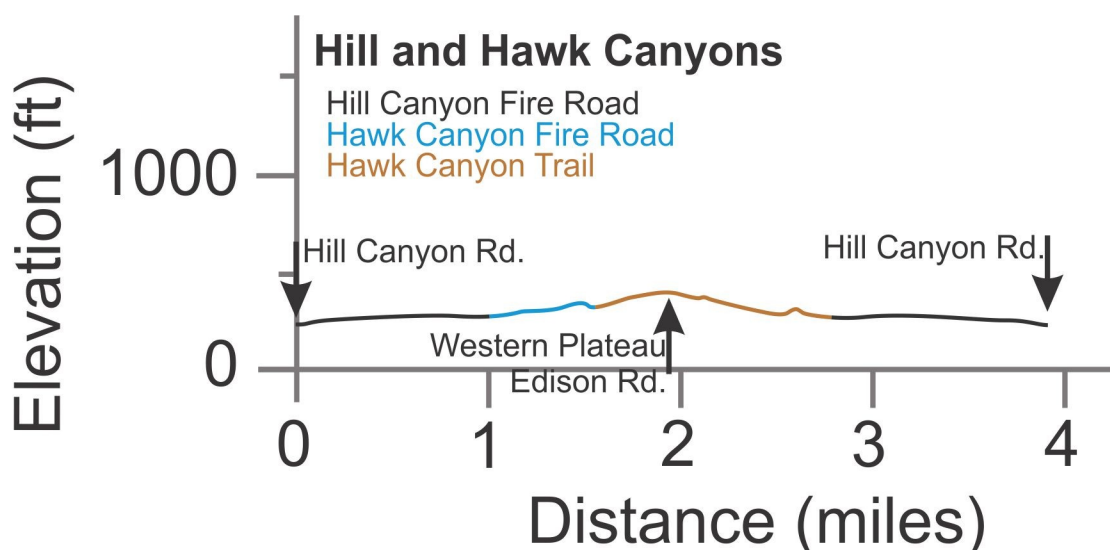 Hill and Hawk Canyons
Hill Canyon Fire Road
Hawk Canyon Fire Road
Hawk Canyon Trail
Elevation (ft)
1000
0
Hill Canyon Rd.
Hill Canyon Rd.
Western Plateau
Edison Rd.
0
1
2
3
4
Distance (miles)